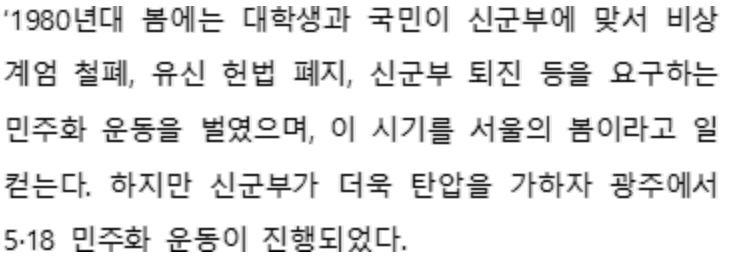 ‘1980년대 봄에는 대학생과 국민이 신군부에 맞서 비상
계엄 철폐, 유신 헌법 폐지, 신군부 퇴진 등을 요구하는
민주화 운동을 벌였으며, 이 시기를 서울의 봄이라고 일
컫는다. 하지만 신군부가 더욱 탄압을 가하자 광주에서
5·18 민주화 운동이 진행되었다.